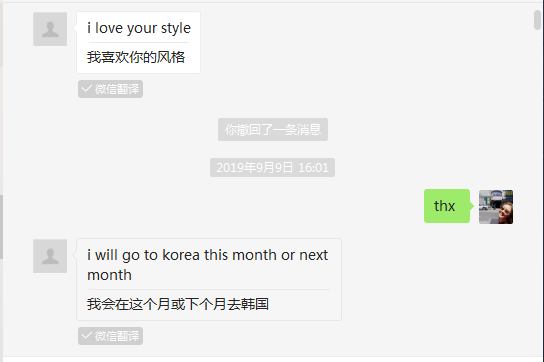 i love your style
我喜欢你的风格
微信翻译
你撤回了一条消息
2019年9月9日 16:01
thx
i will go to korea this month or next
month
我会在这个月或下个月去韩国
微信翻译